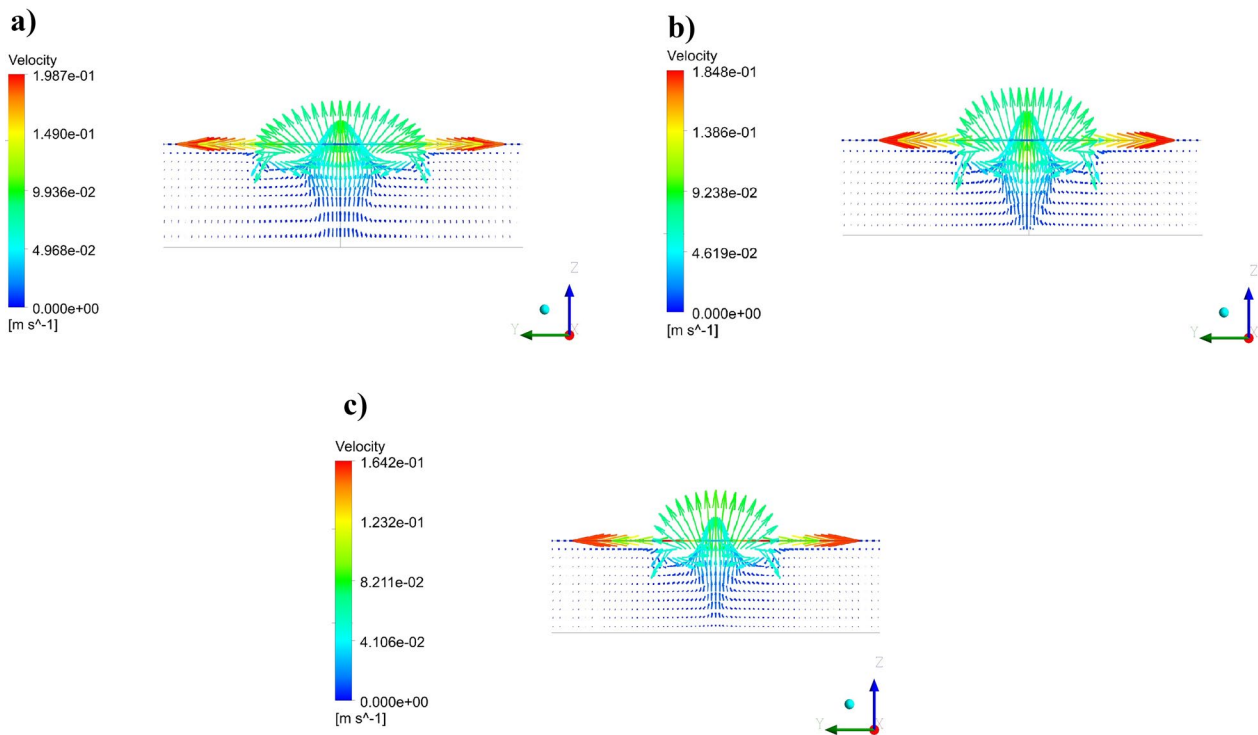 a)
Velocity
1.987e-01
1.490e-01
9.936e-02
4.968e-02
0.000e+00
[m s^-1]
Z
Y
X
b)
Velocity
1.848e-01
1.386e-01
9.238e-02
4.619e-02
0.000e+00
[m s^-1]
Z
Y
X
c)
Velocity
1.642e-01
1.232e-01
8.211e-02
4.106e-02
0.000e+00
[m s^-1]
Z
Y
X